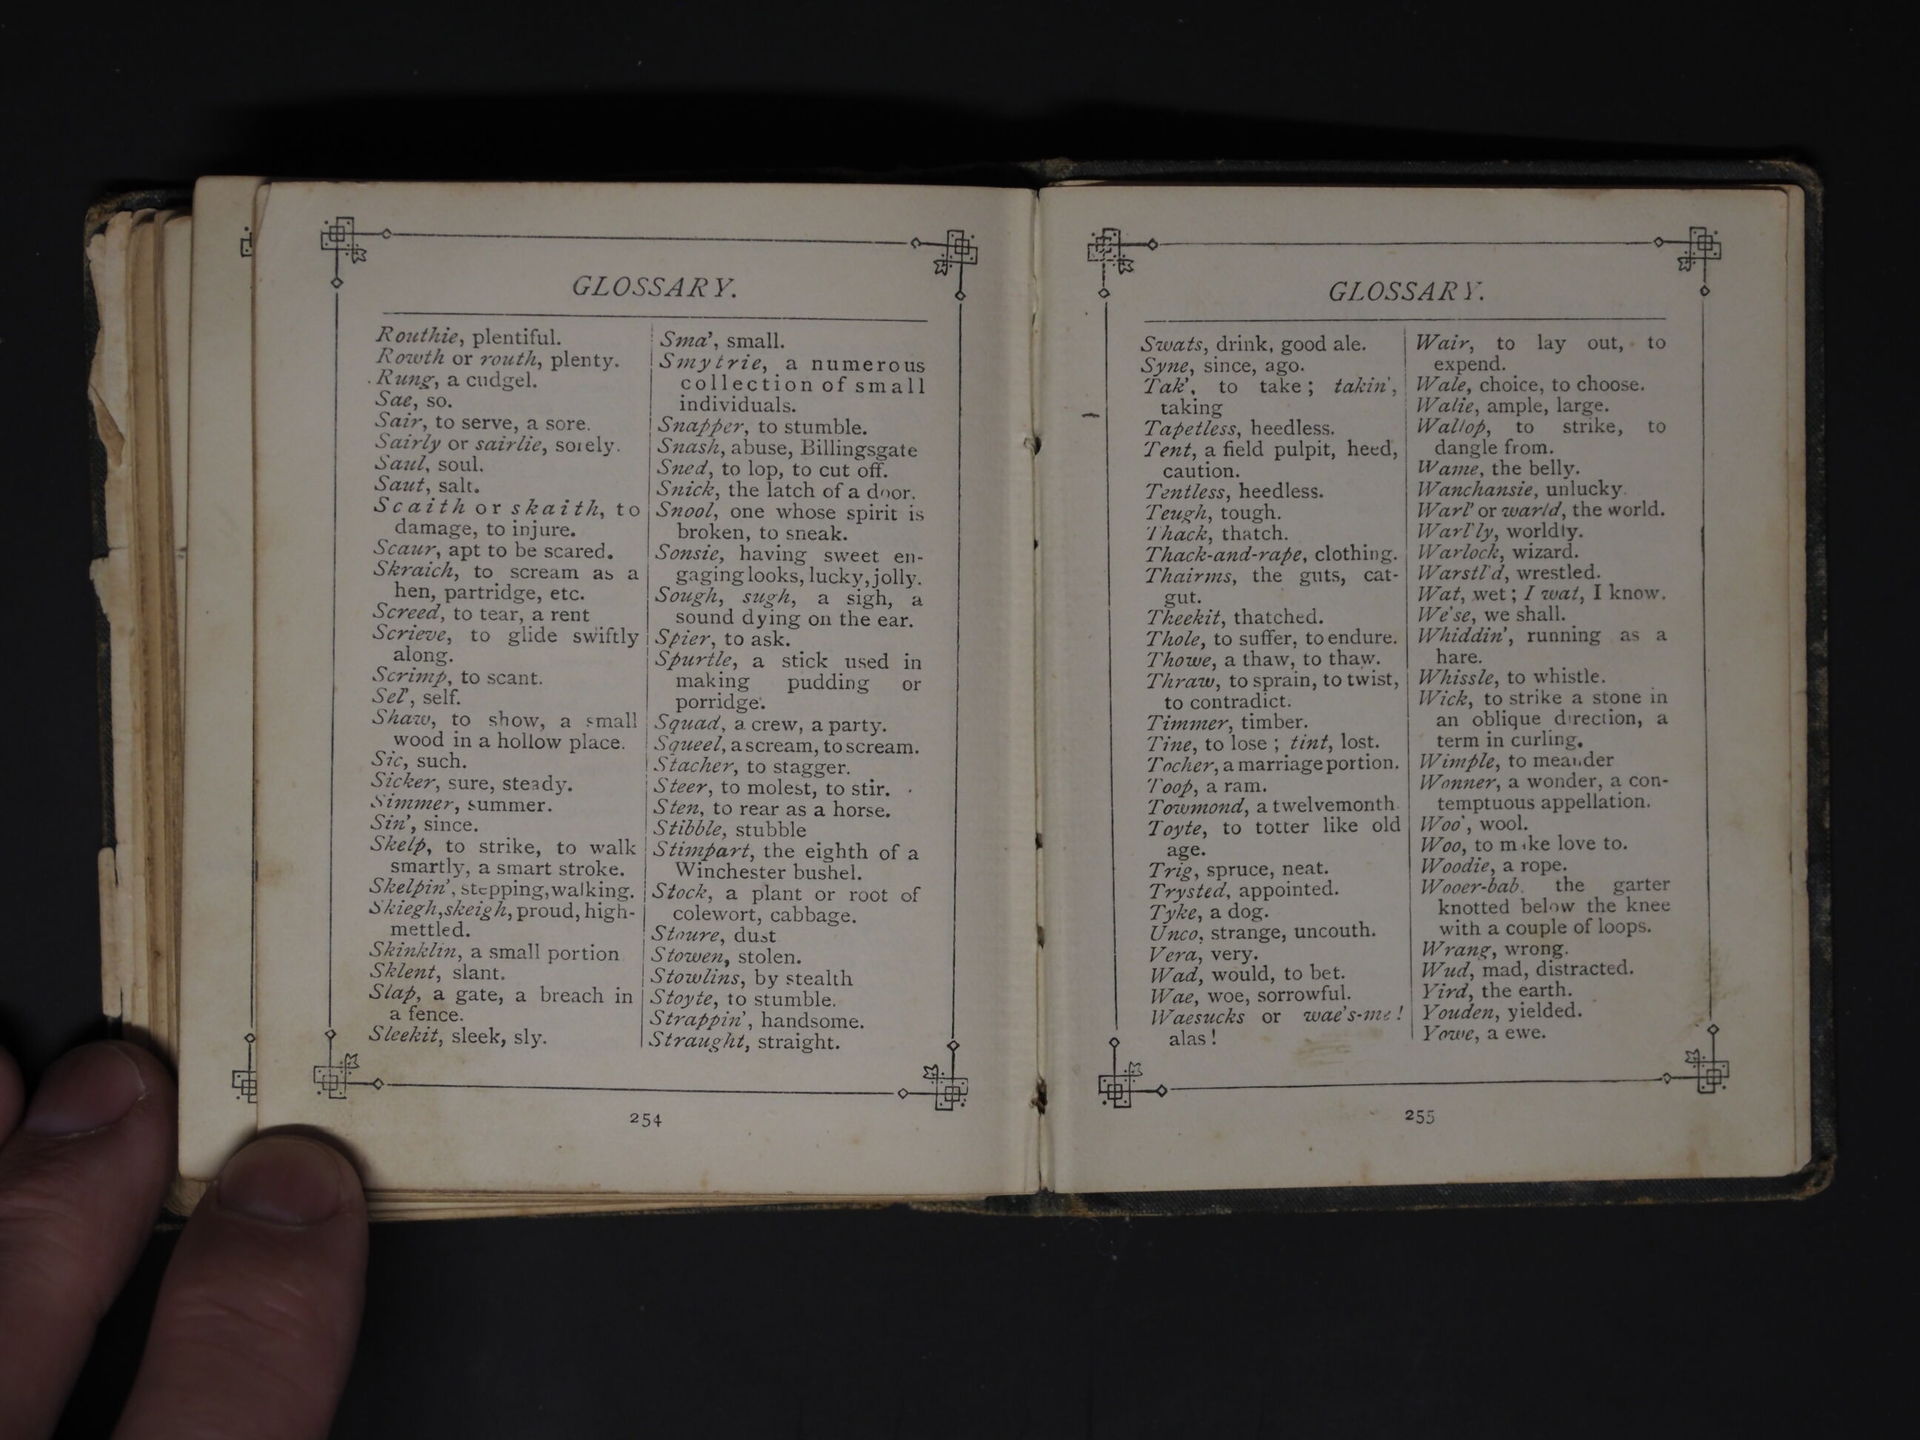 GLOSSARY.
Routhie, plentiful.
Rowth or routh, plenty.
Rung, a cudgel.
Sae, so.
Sair, to serve, a sore.
Sairly or sairlie, sorely.
Saul, soul.
Saut, salt.
Scaith or skaith, to
damage, to injure.
Scaur, apt to be scared.
Skraich, to scream as a
hen, partridge, etc.
Screed, to tear, a rent
Scrieve, to glide swiftly
along.
Scrimp, to scant.
Sel', self.
Shaw, to show, a small
wood in a hollow place.
Sic, such.
Sicker, sure, steady.
Simmer, summer.
Sin', since.
Skelp, to strike, to walk
smartly, a smart stroke.
Skelpin', stepping, walking.
Skiegh, skeigh, proud, high-
mettled.
Skinklin, a small portion
Sklent, slant.
Slap, a gate, a breach in
a fence.
Sleekit, sleek, sly.
Sma', small.
Smytrie, a numerous
collection of small
individuals.
Snapper, to stumble.
Snash, abuse, Billingsgate
Sned, to lop, to cut off.
Snick, the latch of a door.
Snool, one whose spirit is
broken, to sneak.
Sonsie, having sweet en-
gaging looks, lucky, jolly.
Sough, sugh, a sigh, a
sound dying on the ear.
Spier, to ask.
Spurtle, a stick used in
making pudding or
porridge.
Squad, a crew, a party.
Squeel, a scream, to scream.
Stacher, to stagger.
Steer, to molest, to stir.
Sten, to rear as a horse.
Stibble, stubble
Stimpart, the eighth of a
Winchester bushel.
Stock, a plant or root of
colewort, cabbage.
Stoure, dust
Stowen, stolen.
Stowlins, by stealth
Stoyte, to stumble.
Strappin', handsome.
Straught, straight.
254
GLOSSARY.
Swats, drink, good ale.
Syne, since, ago.
Tak', to take; takin',
taking
Tapetless, heedless.
Tent, a field pulpit, heed,
caution.
Tentless, heedless.
Teugh, tough.
Thack, thatch.
Thack-and-rape, clothing.
Thairms, the guts, cat-
gut.
Theekit, thatched.
Thole, to suffer, to endure.
Thowe, a thaw, to thaw.
Thraw, to sprain, to twist,
to contradict.
Timmer, timber.
Tine, to lose; tint, lost.
Tocher, a marriage portion.
Toop, a ram.
Towmond, a twelvemonth
Toyte, to totter like old
age.
Trig, spruce, neat.
Trysted, appointed.
Tyke, a dog.
Unco, strange, uncouth.
Vera, very.
Wad, would, to bet.
Wae, woe, sorrowful.
Waesucks or wae's-me!
alas!
Wair, to lay out, to
expend.
Wale, choice, to choose.
Walie, ample, large.
Wallop, to strike, to
dangle from.
Wame, the belly.
Wanchansie, unlucky.
Warl' or warld, the world.
Warl'ly, worldly.
Warlock, wizard.
Warstl'd, wrestled.
Wat, wet; I wat, I know.
We'se, we shall.
Whiddin', running as a
hare.
Whissle, to whistle.
Wick, to strike a stone in
an oblique direction, a
term in curling.
Wimple, to meander
Wonner, a wonder, a con-
temptuous appellation.
Woo', wool.
Woo, to make love to.
Woodie, a rope.
Wooer-bab. the garter
knotted below the knee
with a couple of loops.
Wrang, wrong.
Wud, mad, distracted.
Yird, the earth.
Youden, yielded.
Yowe, a ewe.
255